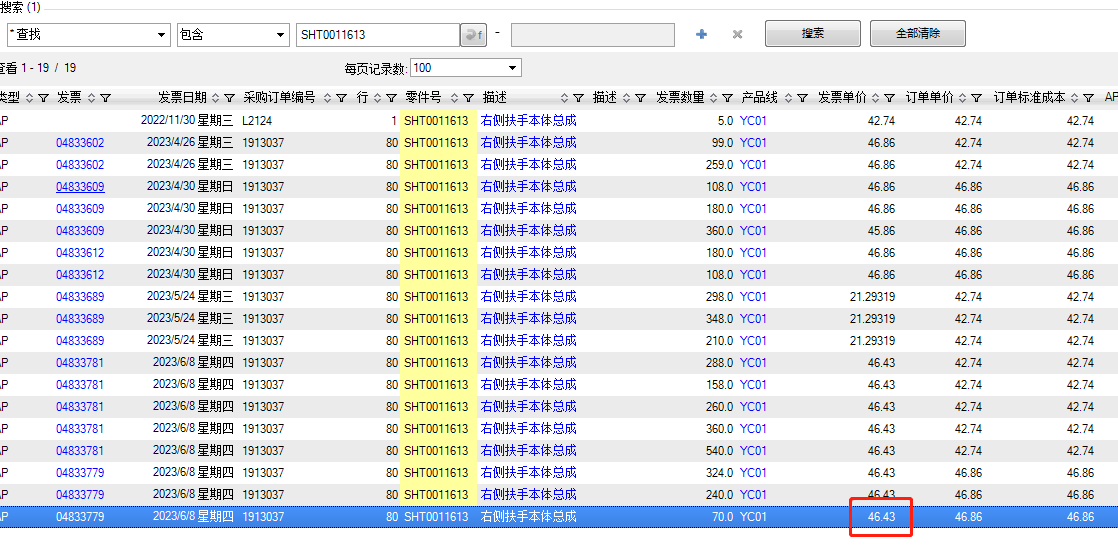 搜索 (1)
*查找 包含 SHT0011613 -  搜索 全部清除
查看 1 - 19 / 19 每页记录数: 100
类型 发票 发票日期 采购订单编号 行 零件号 描述 描述 发票数量 产品线 发票单价 订单单价 订单标准成本 AP
AP 2022/11/30 星期三 L2124 1 SHT0011613 右侧扶手本体总成 5.0 YC01 42.74 42.74 42.74
AP 04833602 2023/4/26 星期三 1913037 80 SHT0011613 右侧扶手本体总成 99.0 YC01 46.86 42.74 42.74
AP 04833602 2023/4/26 星期三 1913037 80 SHT0011613 右侧扶手本体总成 259.0 YC01 46.86 42.74 42.74
AP 04833609 2023/4/30 星期日 1913037 80 SHT0011613 右侧扶手本体总成 108.0 YC01 46.86 46.86 46.86
AP 04833609 2023/4/30 星期日 1913037 80 SHT0011613 右侧扶手本体总成 180.0 YC01 46.86 42.74 42.74
AP 04833609 2023/4/30 星期日 1913037 80 SHT0011613 右侧扶手本体总成 360.0 YC01 45.86 42.74 42.74
AP 04833612 2023/4/30 星期日 1913037 80 SHT0011613 右侧扶手本体总成 180.0 YC01 46.86 42.74 42.74
AP 04833612 2023/4/30 星期日 1913037 80 SHT0011613 右侧扶手本体总成 108.0 YC01 46.86 42.74 42.74
AP 04833689 2023/5/24 星期三 1913037 80 SHT0011613 右侧扶手本体总成 298.0 YC01 21.29319 42.74 42.74
AP 04833689 2023/5/24 星期三 1913037 80 SHT0011613 右侧扶手本体总成 348.0 YC01 21.29319 42.74 42.74
AP 04833689 2023/5/24 星期三 1913037 80 SHT0011613 右侧扶手本体总成 210.0 YC01 21.29319 42.74 42.74
AP 04833781 2023/6/8 星期四 1913037 80 SHT0011613 右侧扶手本体总成 288.0 YC01 46.43 42.74 42.74
AP 04833781 2023/6/8 星期四 1913037 80 SHT0011613 右侧扶手本体总成 158.0 YC01 46.43 42.74 42.74
AP 04833781 2023/6/8 星期四 1913037 80 SHT0011613 右侧扶手本体总成 260.0 YC01 46.43 42.74 42.74
AP 04833781 2023/6/8 星期四 1913037 80 SHT0011613 右侧扶手本体总成 360.0 YC01 46.43 42.74 42.74
AP 04833781 2023/6/8 星期四 1913037 80 SHT0011613 右侧扶手本体总成 540.0 YC01 46.43 42.74 42.74
AP 04833779 2023/6/8 星期四 1913037 80 SHT0011613 右侧扶手本体总成 324.0 YC01 46.43 46.86 46.86
AP 04833779 2023/6/8 星期四 1913037 80 SHT0011613 右侧扶手本体总成 240.0 YC01 46.43 46.86 46.86
AP 04833779 2023/6/8 星期四 1913037 80 SHT0011613 右侧扶手本体总成 70.0 YC01 46.43 46.86 46.86